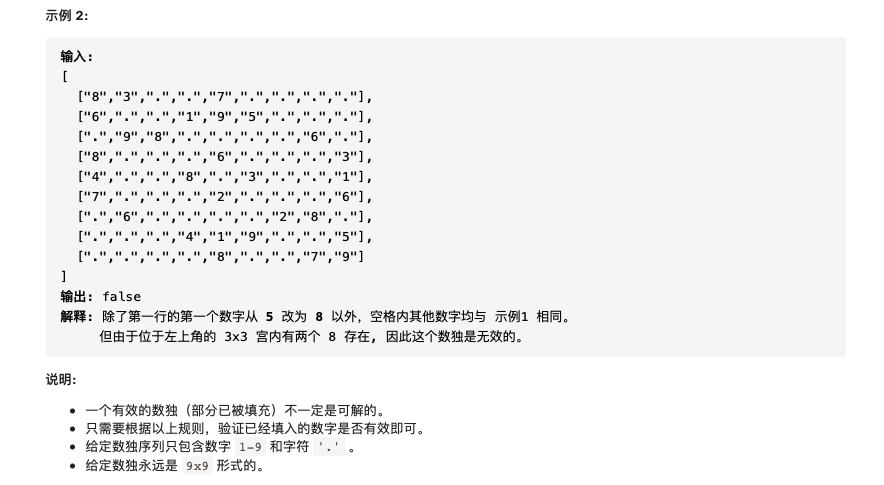 示例 2:
输入:
[
["8","3",".",".","7",".",".",".","."],
["6",".",".","1","9","5",".",".","."],
[".","9","8",".",".",".",".","6","."],
["8",".",".",".","6",".",".",".","3"],
["4",".",".","8",".","3",".",".","1"],
["7",".",".",".","2",".",".",".","6"],
[".","6",".",".",".",".","2","8","."],
[".",".",".","4","1","9",".",".","5"],
[".",".",".",".","8",".",".","7","9"]
]
输出: false
解释: 除了第一行的第一个数字从 5 改为 8 以外，空格内其他数字均与 示例1 相同。
但由于位于左上角的 3x3 宫内有两个 8 存在, 因此这个数独是无效的。
说明:
• 一个有效的数独（部分已被填充）不一定是可解的。
• 只需要根据以上规则，验证已经填入的数字是否有效即可。
• 给定数独序列只包含数字 1-9 和字符 '.' 。
• 给定数独永远是 9x9 形式的。